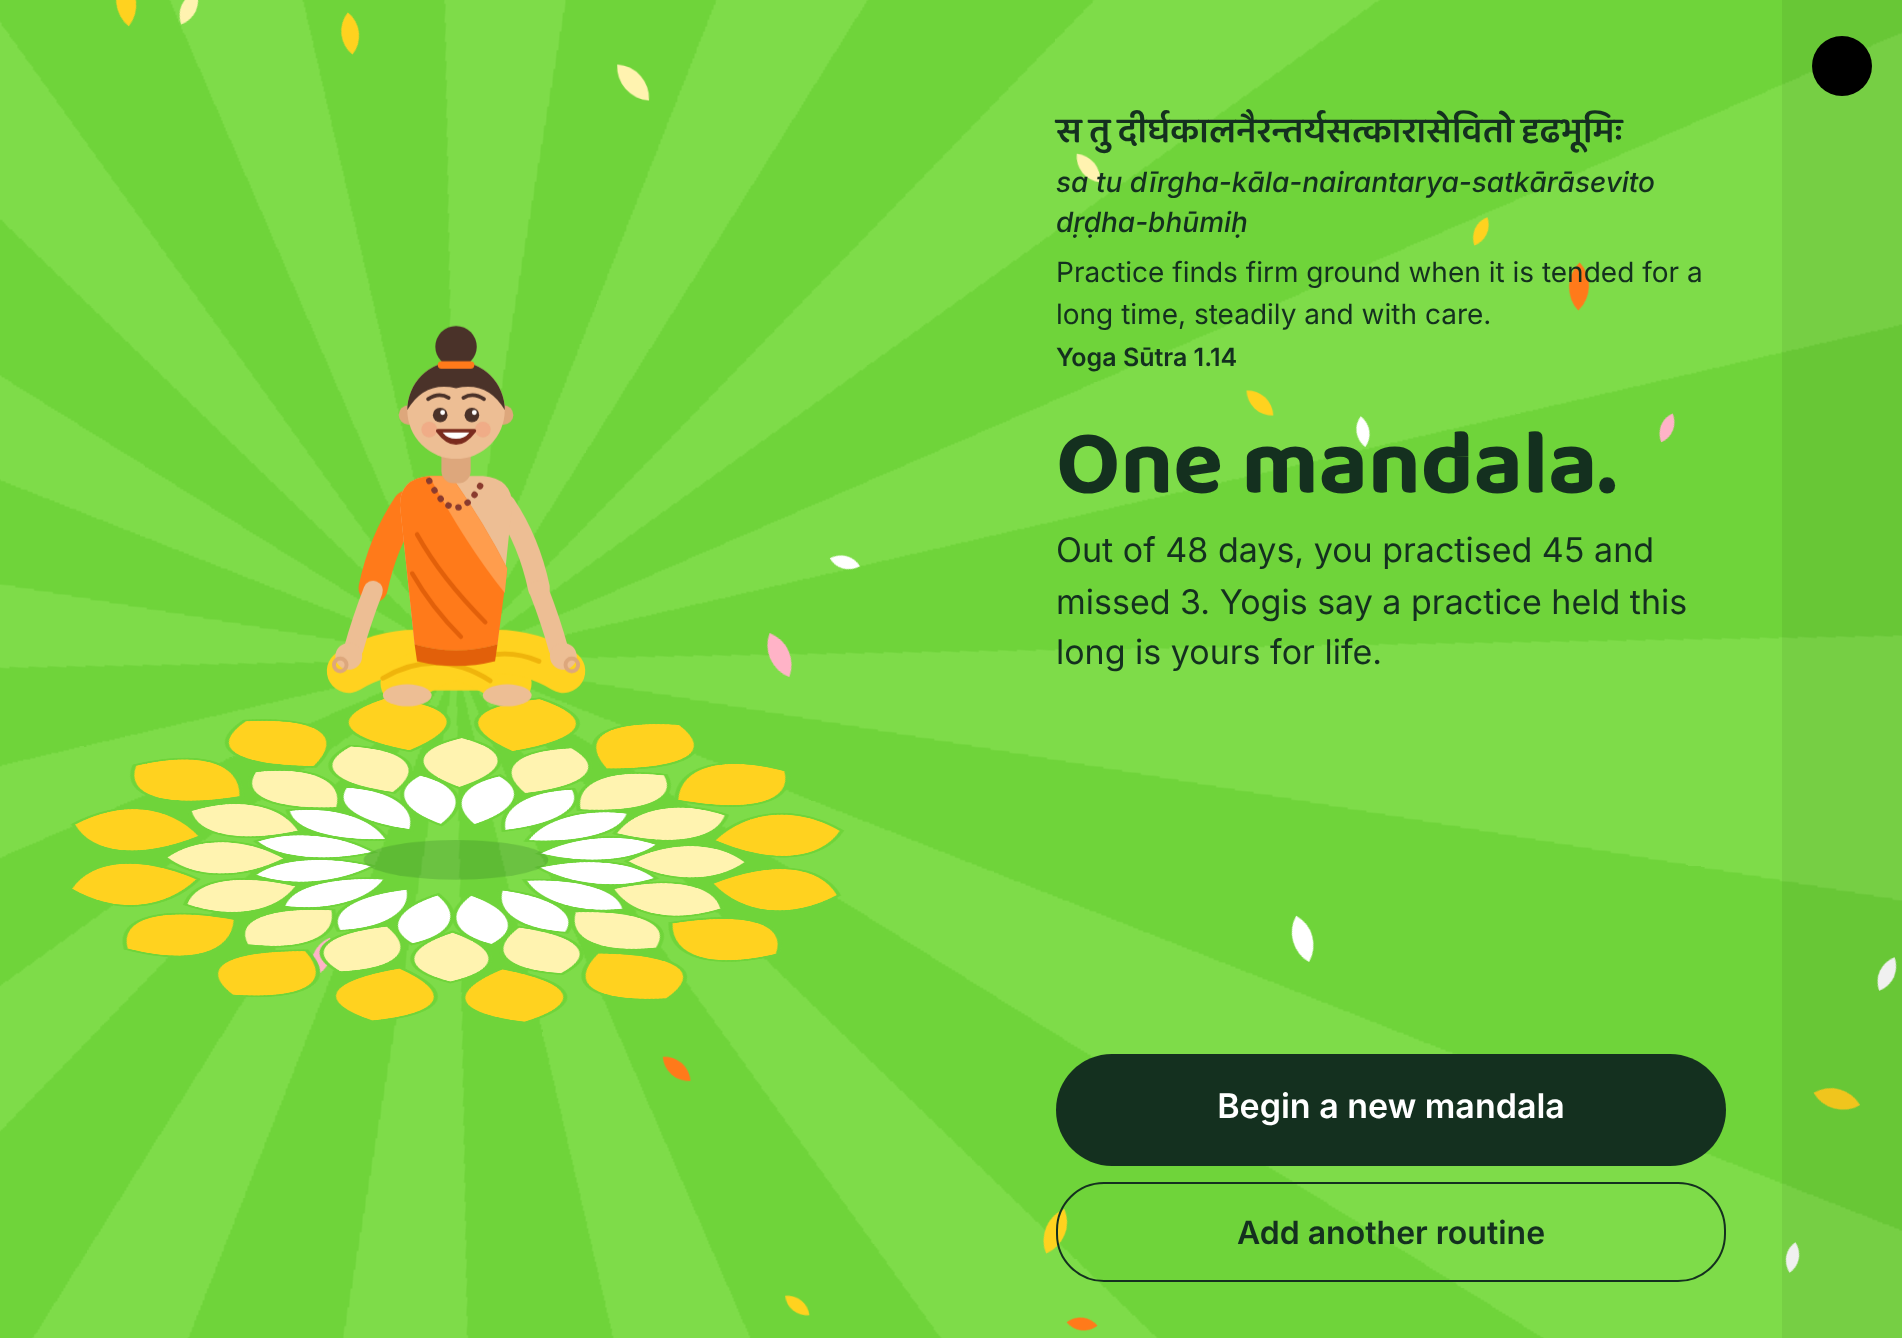 स तु दीर्घकालनैरन्तर्यसत्कारासेवितो दृढभूमिः
sa tu dīrgha-kāla-nairantarya-satkārāsevito
dṛḍha-bhūmiḥ
Practice finds firm ground when it is tended for a
long time, steadily and with care.
Yoga Sūtra 1.14
One mandala.
Out of 48 days, you practised 45 and
missed 3. Yogis say a practice held this
long is yours for life.
Begin a new mandala
Add another routine